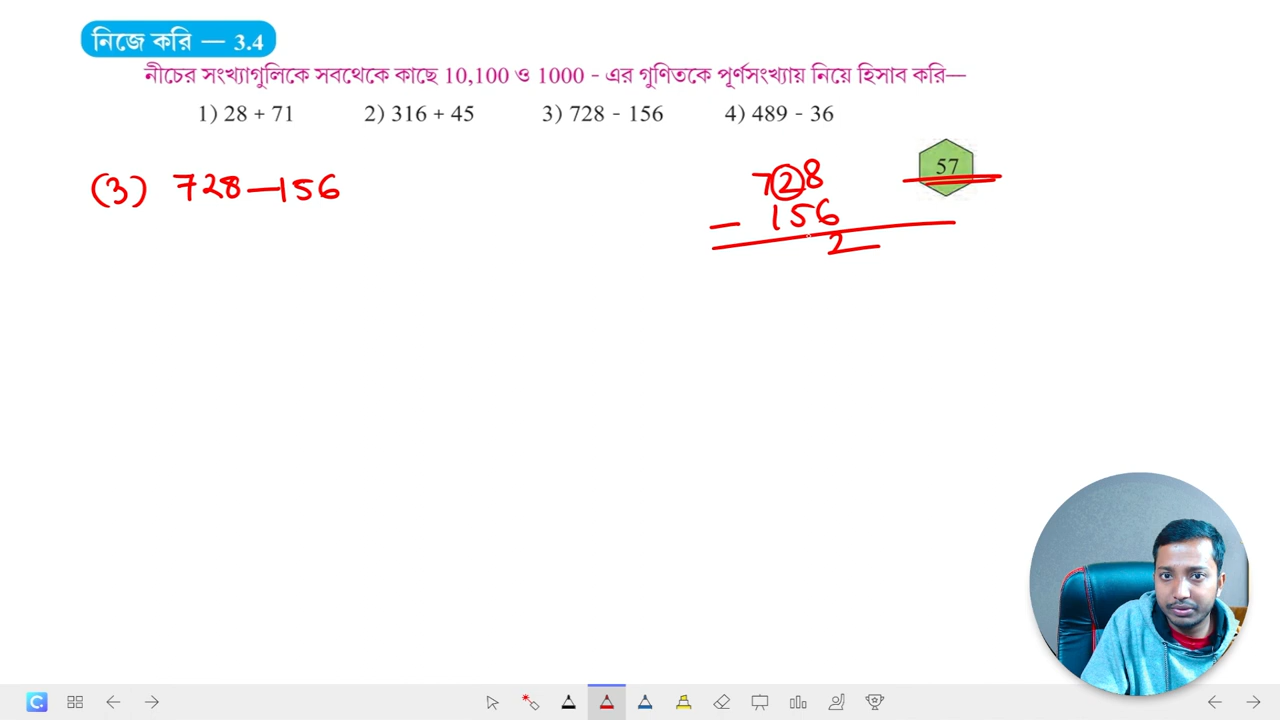 নিজে করি — 3.4
নীচের সংখ্যাগুলিকে সবথেকে কাছে 10,100 ও 1000 - এর গুণিতকে পূর্ণসংখ্যায় নিয়ে হিসাব করি—
1) 28 + 71 2) 316 + 45 3) 728 - 156 4) 489 - 36
57
(3) 728—156
728
- 156
2